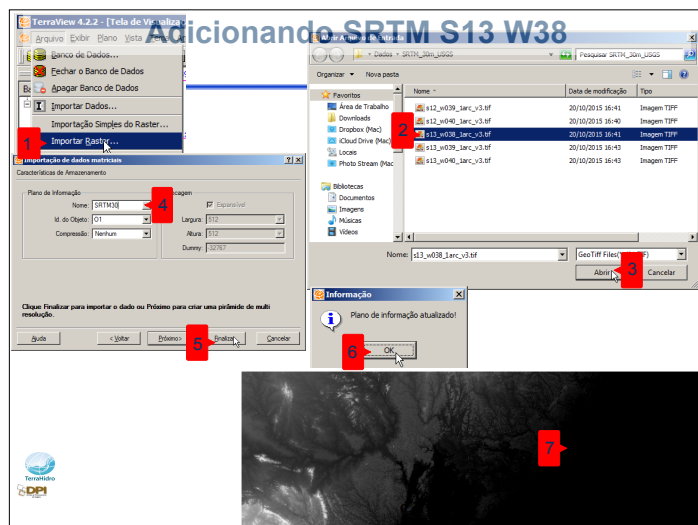 Adicionando SRTM S13 W38
TerraView 4.2.2 - [Tela de Visualiza
Arquivo Exibir Plano Vista
Banco de Dados...
Fechar o Banco de Dados
Apagar Banco de Dados
Importar Dados...
Importação Simples do Raster...
Importar Raster...
1
Importação de dados matriciais
Características de Armazenamento
Plano de Informação
Nome: SRTM30
4
Id. do Objeto: O1
Compressão: Nenhum
Expansível
Largura: 512
Altura: 512
Dummy: -32767
Clique Finalizar para importar o dado ou Próximo para criar uma pirâmide de multi
resolução.
Ajuda
< Voltar
Próximo>
5
Finalizar
Cancelar
Abrir Arquivo de Entrada
Dados
SRTM_30m_USGS
Pesquisar SRTM_30m_USGS
Organizar
Nova pasta
Favoritos
Área de Trabalho
Downloads
Dropbox (Mac)
iCloud Drive (Mac)
Locais
Photo Stream (Mac
Bibliotecas
Documentos
Imagens
Músicas
Vídeos
Nome
Data de modificação
Tipo
s12_w039_1arc_v3.tif 20/10/2015 16:41 Imagem TIFF
s12_w040_1arc_v3.tif 20/10/2015 16:40 Imagem TIFF
2
s13_w038_1arc_v3.tif 20/10/2015 16:41 Imagem TIFF
s13_w039_1arc_v3.tif 20/10/2015 16:43 Imagem TIFF
s13_w040_1arc_v3.tif 20/10/2015 16:43 Imagem TIFF
Nome: s13_w038_1arc_v3.tif
GeoTiff Files(
Abrir
3
Cancelar
Informação
Plano de informação atualizado!
6
OK
7
TerraHidro
DPI